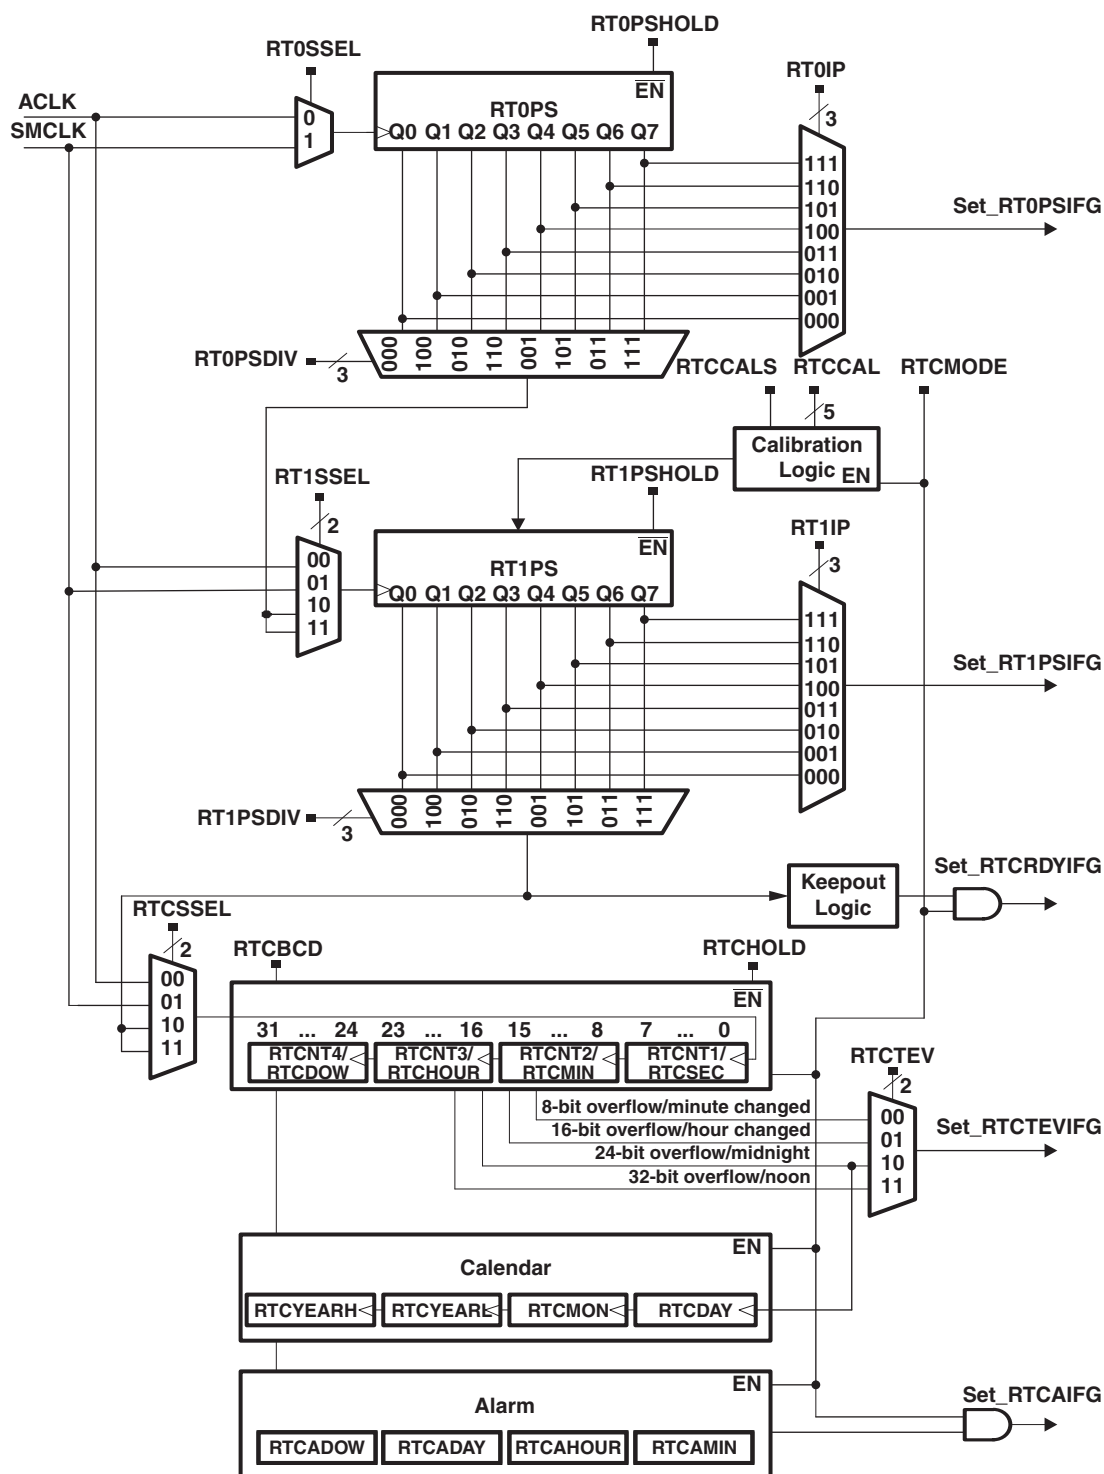 RT0PSHOLD
RT0SSEL
RT0IP
ACLK
SMCLK
0
1
EN
RT0PS
Q0 Q1 Q2 Q3 Q4 Q5 Q6 Q7
3
111
110
101
100
011
010
001
000
Set_RT0PSIFG
RT0PSDIV
3
000 100 010 110 001 101 011 111
RTCCALS RTCCAL RTCMODE
5
Calibration
Logic EN
RT1SSEL
2
RT1PSHOLD
RT1IP
3
00
01
10
11
EN
RT1PS
Q0 Q1 Q2 Q3 Q4 Q5 Q6 Q7
111
110
101
100
011
010
001
000
Set_RT1PSIFG
RT1PSDIV
3
000 100 010 110 001 101 011 111
Keepout
Logic
Set_RTCRDYIFG
RTCSSEL
2
00
01
10
11
RTCBCD
RTCHOLD
EN
31 ... 24 23 ... 16 15 ... 8 7 ... 0
RTCNT4/ RTCNT3/ RTCNT2/ RTCNT1/
RTCDOW RTCHOUR RTCMIN RTCSEC
RTCTEV
2
8-bit overflow/minute changed
16-bit overflow/hour changed
24-bit overflow/midnight
32-bit overflow/noon
00
01
10
11
Set_RTCTEVIFG
EN
Calendar
RTCYEARH RTCYEARL RTCMON RTCDAY
EN
Alarm
RTCADOW RTCADAY RTCAHOUR RTCAMIN
Set_RTCAIFG